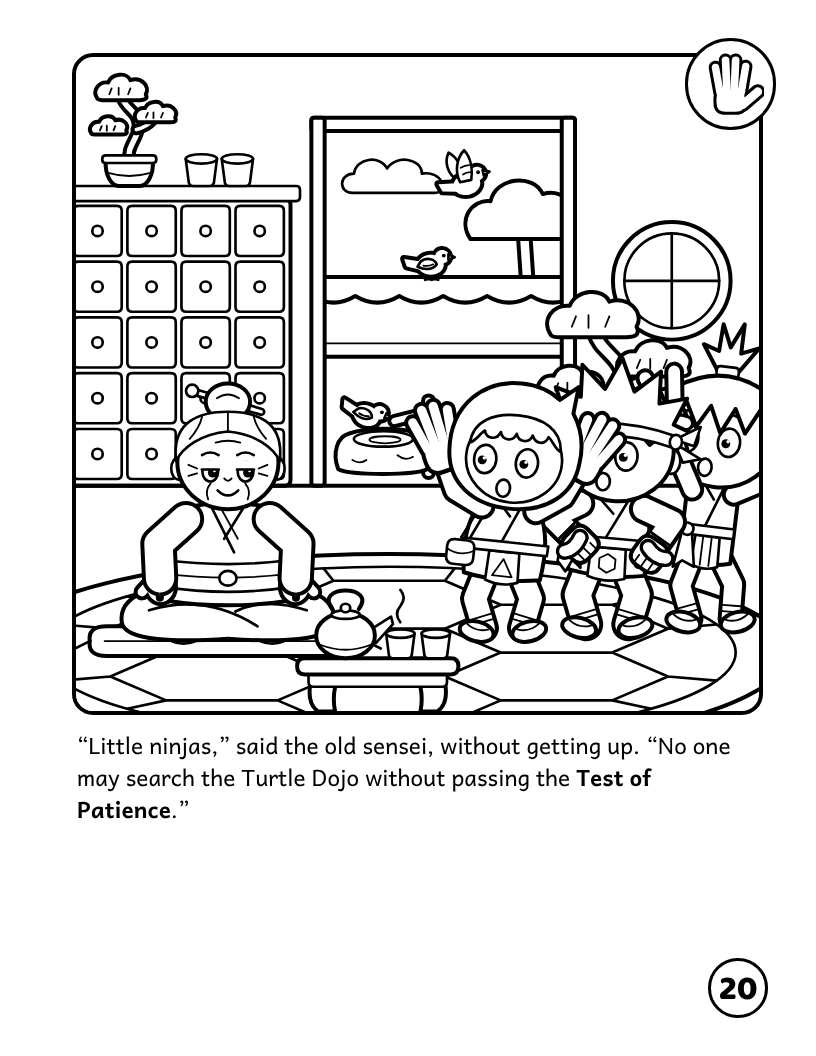 “Little ninjas,” said the old sensei, without getting up. “No one
may search the Turtle Dojo without passing the Test of
Patience.”
20